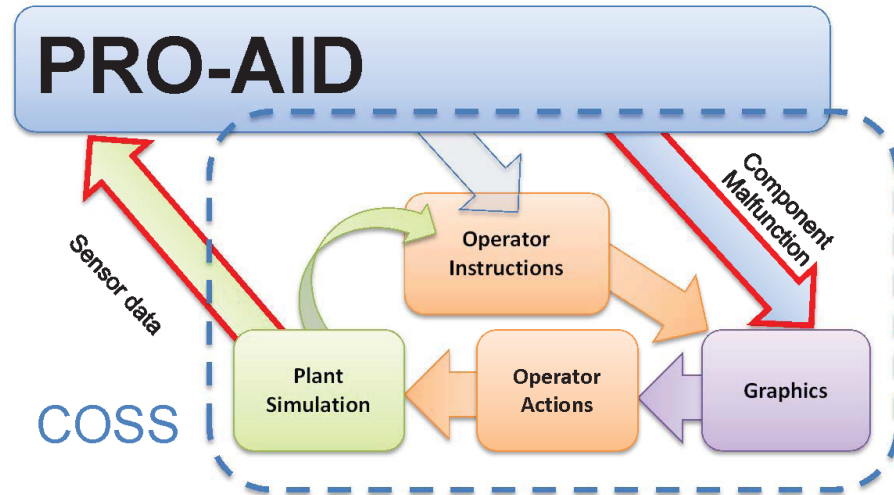 PRO-AID
Component
Malfunction
Sensor data
Operator
Instructions
Plant
Simulation
Operator
Actions
Graphics
COSS